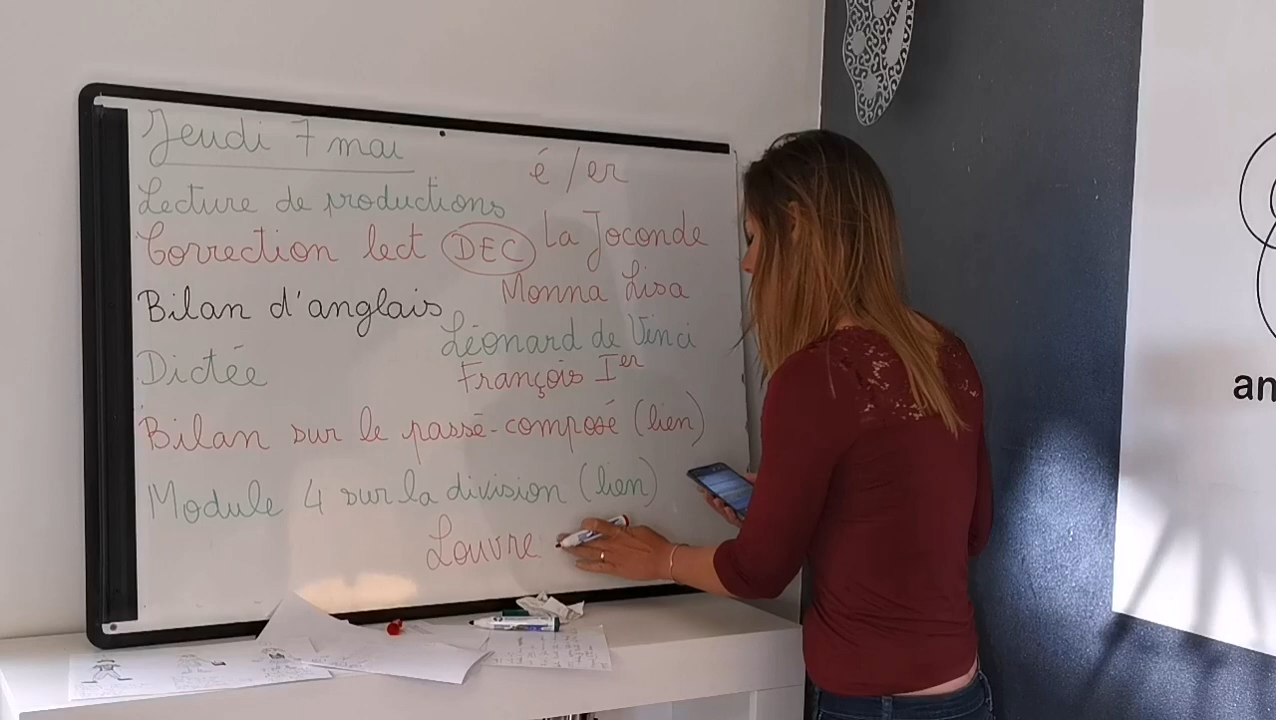 Jeudi 7 mai
é/er
Lecture de productions
Correction lect DEC
La Joconde
Monna Lisa
Bilan d'anglais
Léonard de Vinci
Dictée
François Ier
Bilan sur le passé-composé (lien)
Module 4 sur la division (lien)
Louvre
an